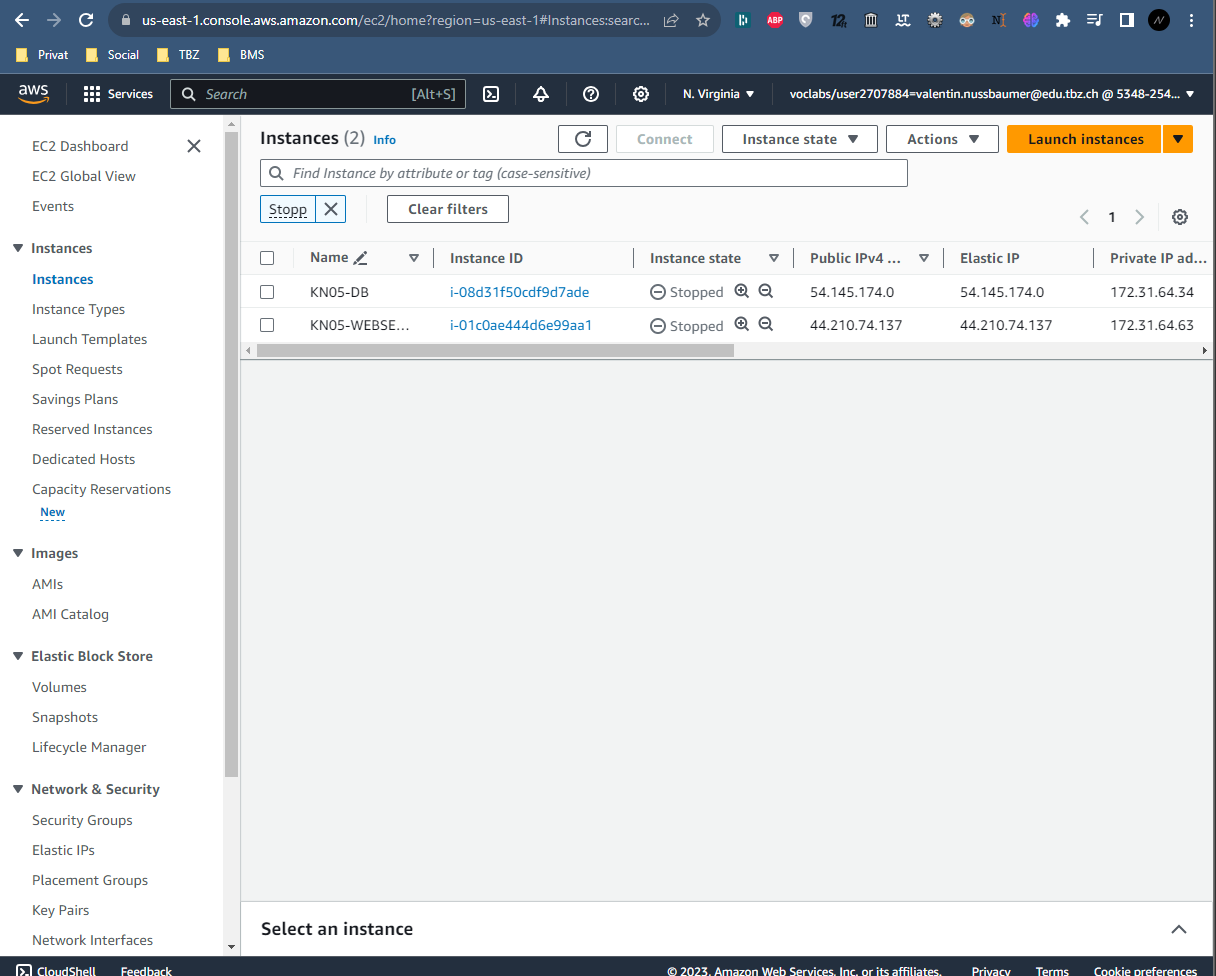 us-east-1.console.aws.amazon.com/ec2/home?region=us-east-1#Instances:searc...
ABP
Privat Social TBZ BMS
aws Services Search [Alt+S] N. Virginia voclabs/user2707884=valentin.nussbaumer@edu.tbz.ch @ 5348-254...
EC2 Dashboard
EC2 Global View
Events
Instances
Instances
Instance Types
Launch Templates
Spot Requests
Savings Plans
Reserved Instances
Dedicated Hosts
Capacity Reservations
New
Images
AMIs
AMI Catalog
Elastic Block Store
Volumes
Snapshots
Lifecycle Manager
Network & Security
Security Groups
Elastic IPs
Placement Groups
Key Pairs
Network Interfaces
Instances (2) Info Connect Instance state Actions Launch instances
Find Instance by attribute or tag (case-sensitive)
Stopp Clear filters
1
Name Instance ID Instance state Public IPv4 ... Elastic IP Private IP ad...
KN05-DB i-08d31f50cdf9d7ade Stopped 54.145.174.0 54.145.174.0 172.31.64.34
KN05-WEBSE... i-01c0ae444d6e99aa1 Stopped 44.210.74.137 44.210.74.137 172.31.64.63
Select an instance
CloudShell Feedback © 2023, Amazon Web Services, Inc. or its affiliates. Privacy Terms Cookie preferences